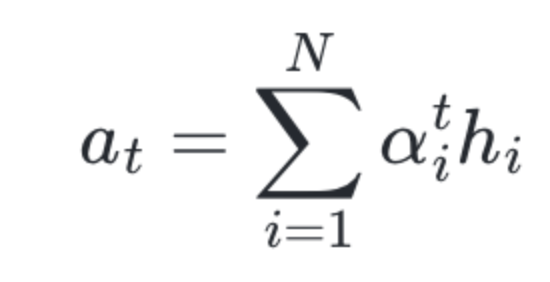 a_t = \sum_{i=1}^{N} \alpha_i^t h_i